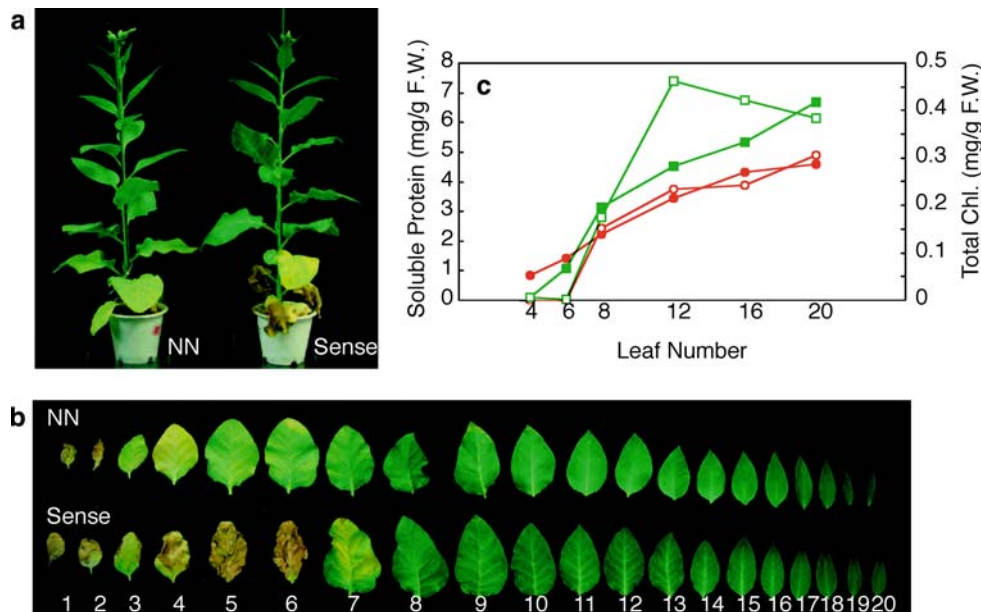 a
NN
Sense
c
Soluble Protein (mg/g F.W.)
8
7
6
5
4
3
2
1
0
0.5
0.4
0.3
0.2
0.1
0
Total Chl. (mg/g F.W.)
4 6 8 12 16 20
Leaf Number
b
NN
Sense
1 2 3 4 5 6 7 8 9 10 11 12 13 14 15 16 17 18 19 20